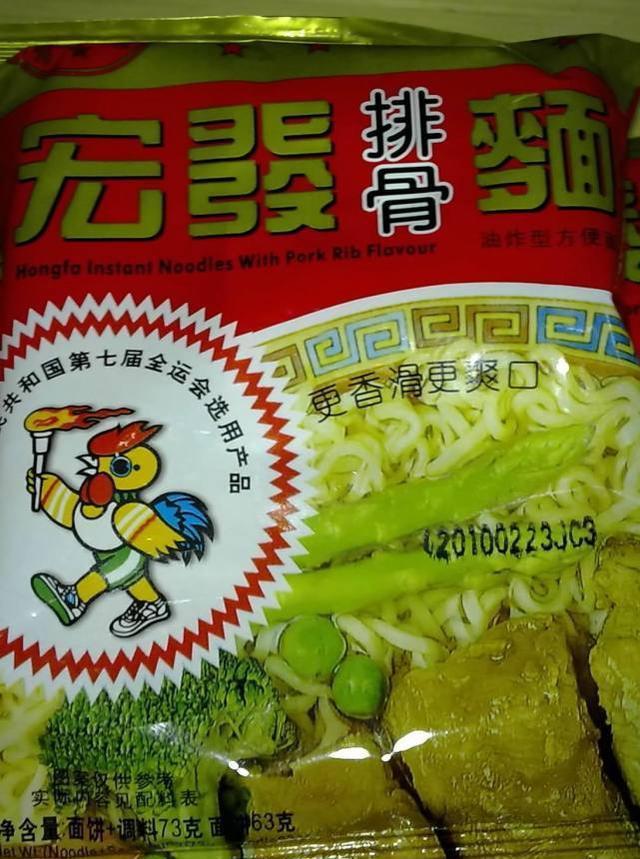 宏發排骨麵
Hongfa Instant Noodles With Pork Rib Flavour
油炸型方便
共和国第七届全运会选用产品
更香滑更爽口
20100223JC3
图案仅供参考
实际内容见配料表
净含量:面饼+调料73克 面饼63克